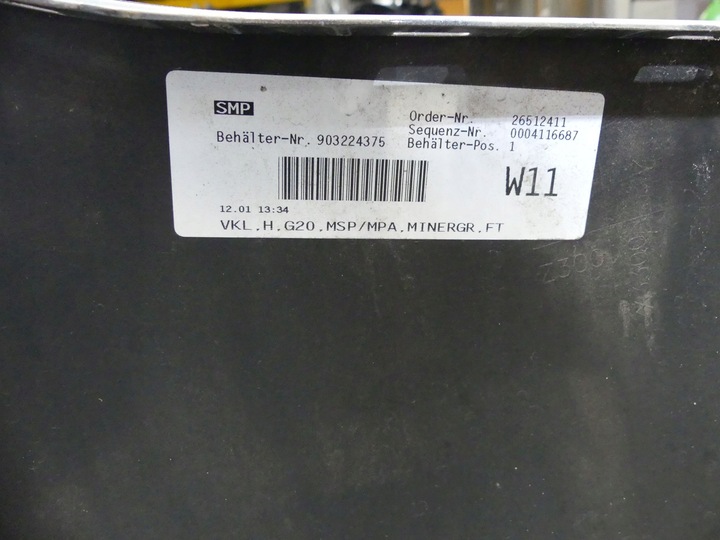 SMP
Order-Nr. 26512411
Sequenz-Nr. 0004116687
Behälter-Nr. 903224375 Behälter-Pos. 1
W11
12.01 13:34
VKL.H.G20.MSP/MPA.MINERGR.FT